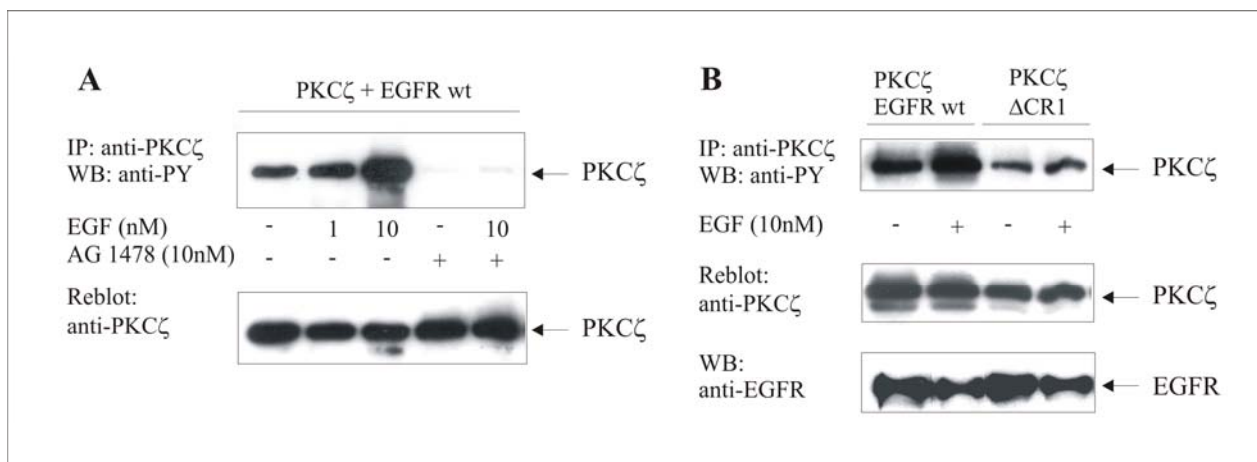 A
PKCζ + EGFR wt
IP: anti-PKCζ
WB: anti-PY
PKCζ
EGF (nM) - 1 10 - 10
AG 1478 (10nM) - - - + +
Reblot:
anti-PKCζ
PKCζ
B
PKCζ
EGFR wt
PKCζ
ΔCR1
IP: anti-PKCζ
WB: anti-PY
PKCζ
EGF (10nM) - + - +
Reblot:
anti-PKCζ
PKCζ
WB:
anti-EGFR
EGFR